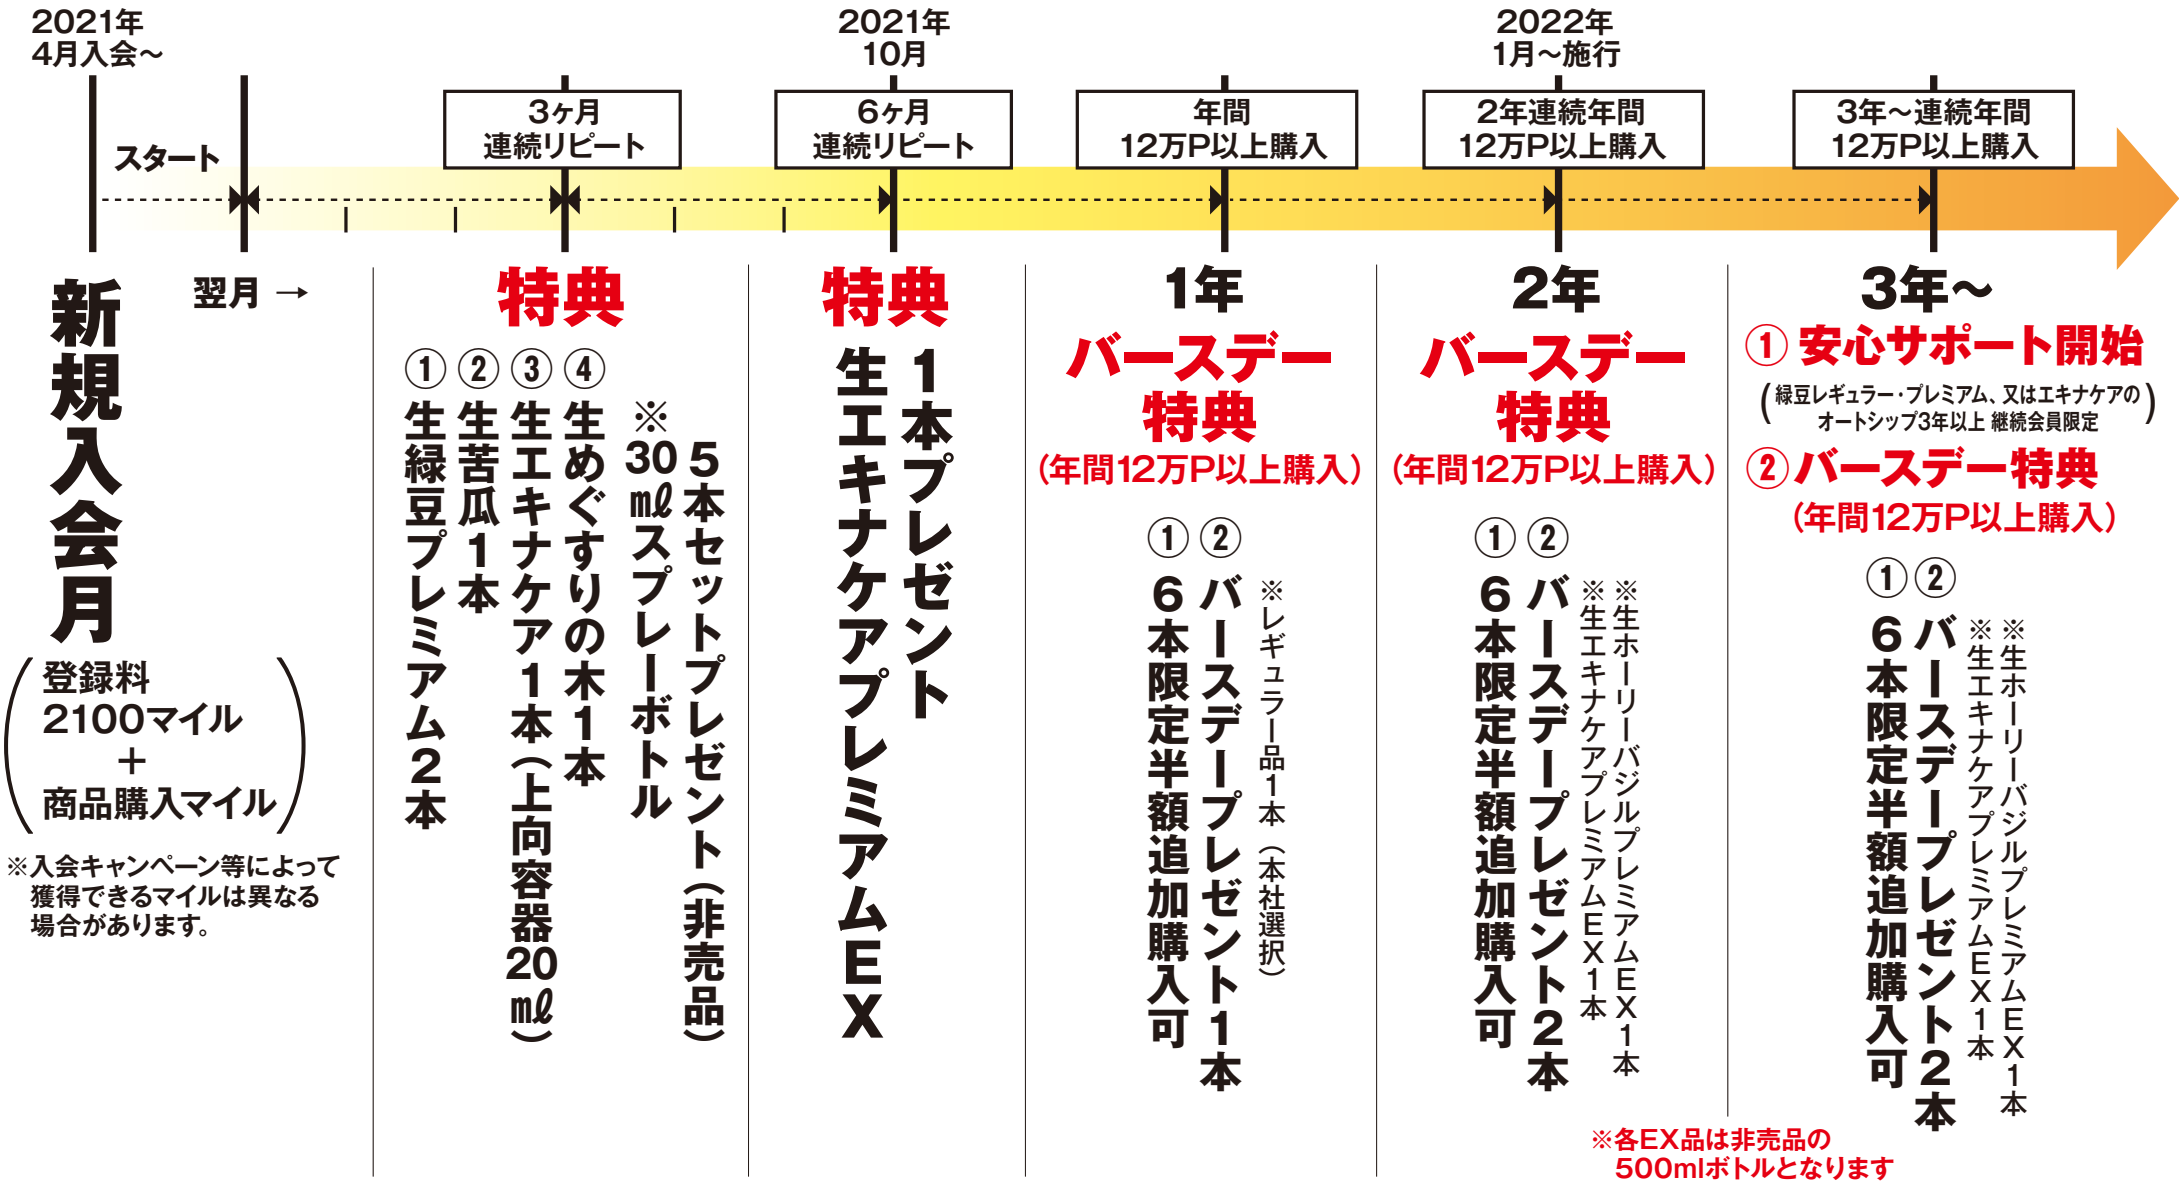 2021年
4月入会～
2021年
10月
2022年
1月～施行
スタート
3ヶ月
連続リピート
6ヶ月
連続リピート
年間
12万P以上購入
2年連続年間
12万P以上購入
3年～連続年間
12万P以上購入
新規入会月
登録料
2100マイル
＋
商品購入マイル
※入会キャンペーン等によって
獲得できるマイルは異なる
場合があります。
翌月 →
特典
①生緑豆プレミアム2本
②生苦瓜1本
③生エキナケア1本（上向容器20㎖）
④生めぐすりの木1本
※30㎖スプレーボトル
5本セットプレゼント（非売品）
特典
生エキナケアプレミアムEX
1本プレゼント
1年
バースデー
特典
（年間12万P以上購入）
①6本限定半額追加購入可
②バースデープレゼント1本
※レギュラー品1本（本社選択）
2年
バースデー
特典
（年間12万P以上購入）
①6本限定半額追加購入可
②バースデープレゼント2本
※生エキナケアプレミアムEX1本
※生ホーリーバジルプレミアムEX1本
3年～
①安心サポート開始
（緑豆レギュラー・プレミアム、又はエキナケアの
オートシップ3年以上 継続会員限定）
②バースデー特典
（年間12万P以上購入）
①6本限定半額追加購入可
②バースデープレゼント2本
※生エキナケアプレミアムEX1本
※生ホーリーバジルプレミアムEX1本
※各EX品は非売品の
500mlボトルとなります